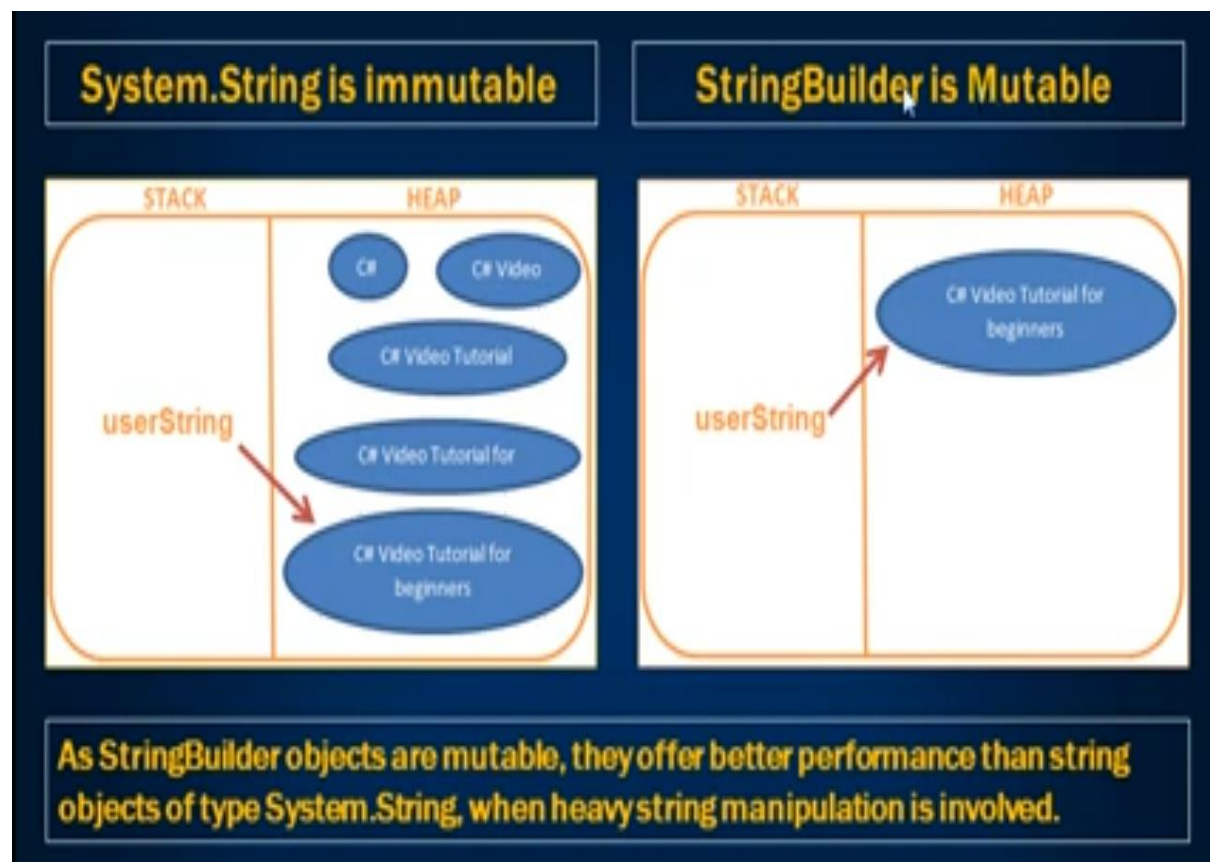 System.String is immutable
StringBuilder is Mutable
STACK
HEAP
C#
C# Video
C# Video Tutorial
userString
C# Video Tutorial for
C# Video Tutorial for
beginners
STACK
HEAP
C# Video Tutorial for
beginners
userString
As StringBuilder objects are mutable, they offer better performance than string
objects of type System.String, when heavy string manipulation is involved.